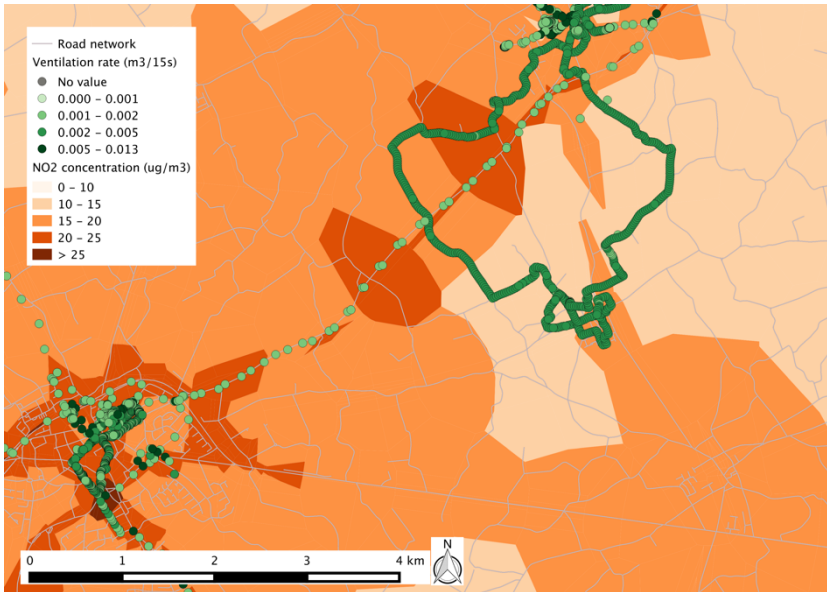 Road network
Ventilation rate (m3/15s)
No value
0.000 – 0.001
0.001 – 0.002
0.002 – 0.005
0.005 – 0.013
NO2 concentration (ug/m3)
0 – 10
10 – 15
15 – 20
20 – 25
> 25
N
0 1 2 3 4 km